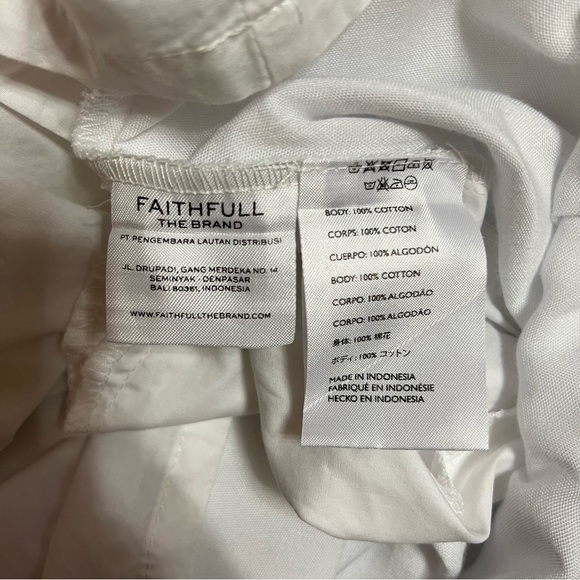 FAITHFULL
THE BRAND
PT PENGEMBARA LAUTAN DISTRIBUSI
JL. DRUPADI, GANG MERDEKA NO. 14
SEMINYAK - DENPASAR
BALI 80361, INDONESIA
WWW.FAITHFULLTHEBRAND.COM
BODY: 100% COTTON
CORPS: 100% COTON
CUERPO: 100% ALGODÓN
BODY: 100% COTTON
CORPO: 100% ALGODÃO
CORPO: 100% ALGODÃO
身体: 100% 棉花
ボディ: 100% コットン
MADE IN INDONESIA
FABRIQUÉ EN INDONÉSIE
HECKO EN INDONESIA